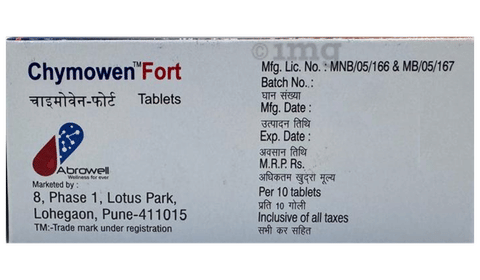 Chymowen™ Fort
चाइमोवेन-फोर्ट Tablets
Abrowell
Wellness for ever
Marketed by :
8, Phase 1, Lotus Park,
Lohegaon, Pune-411015
TM:-Trade mark under registration
1mg
Mfg. Lic. No. : MNB/05/166 & MB/05/167
Batch No. :
घान संख्या
Mfg. Date :
उत्पादन तिथि
Exp. Date :
अवसान तिथि
M.R.P. Rs.
अधिकतम खुदरा मूल्य
Per 10 tablets
प्रति 10 गोली
Inclusive of all taxes
सभी कर सहित